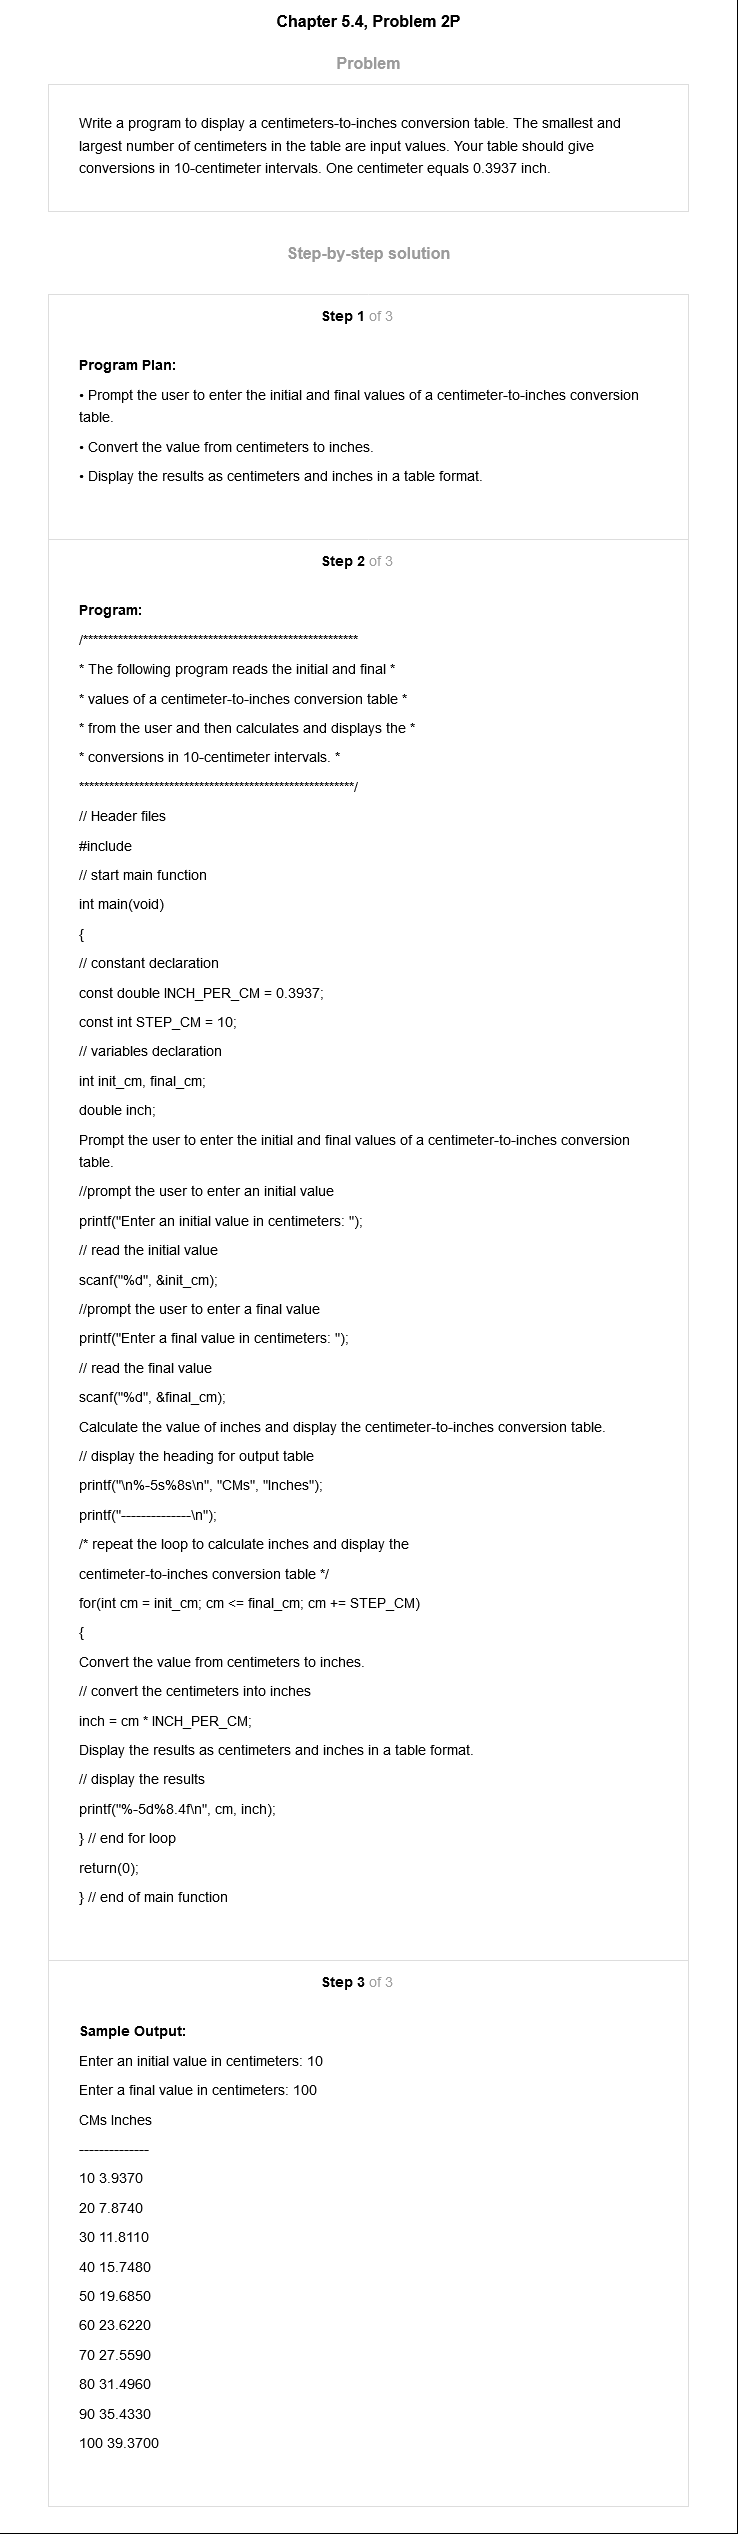 Chapter 5.4, Problem 2P
Problem
Write a program to display a centimeters-to-inches conversion table. The smallest and
largest number of centimeters in the table are input values. Your table should give
conversions in 10-centimeter intervals. One centimeter equals 0.3937 inch.
Step-by-step solution
Step 1 of 3
Program Plan:
• Prompt the user to enter the initial and final values of a centimeter-to-inches conversion
table.
• Convert the value from centimeters to inches.
• Display the results as centimeters and inches in a table format.
Step 2 of 3
Program:
/*******************************************************
* The following program reads the initial and final *
* values of a centimeter-to-inches conversion table *
* from the user and then calculates and displays the *
* conversions in 10-centimeter intervals. *
*******************************************************/
// Header files
#include
// start main function
int main(void)
{
// constant declaration
const double INCH_PER_CM = 0.3937;
const int STEP_CM = 10;
// variables declaration
int init_cm, final_cm;
double inch;
Prompt the user to enter the initial and final values of a centimeter-to-inches conversion
table.
//prompt the user to enter an initial value
printf("Enter an initial value in centimeters: ");
// read the initial value
scanf("%d", &init_cm);
//prompt the user to enter a final value
printf("Enter a final value in centimeters: ");
// read the final value
scanf("%d", &final_cm);
Calculate the value of inches and display the centimeter-to-inches conversion table.
// display the heading for output table
printf("\n%-5s%8s\n", "CMs", "Inches");
printf("--------------\n");
/* repeat the loop to calculate inches and display the
centimeter-to-inches conversion table */
for(int cm = init_cm; cm <= final_cm; cm += STEP_CM)
{
Convert the value from centimeters to inches.
// convert the centimeters into inches
inch = cm * INCH_PER_CM;
Display the results as centimeters and inches in a table format.
// display the results
printf("%-5d%8.4f\n", cm, inch);
} // end for loop
return(0);
} // end of main function
Step 3 of 3
Sample Output:
Enter an initial value in centimeters: 10
Enter a final value in centimeters: 100
CMs Inches
--------------
10 3.9370
20 7.8740
30 11.8110
40 15.7480
50 19.6850
60 23.6220
70 27.5590
80 31.4960
90 35.4330
100 39.3700